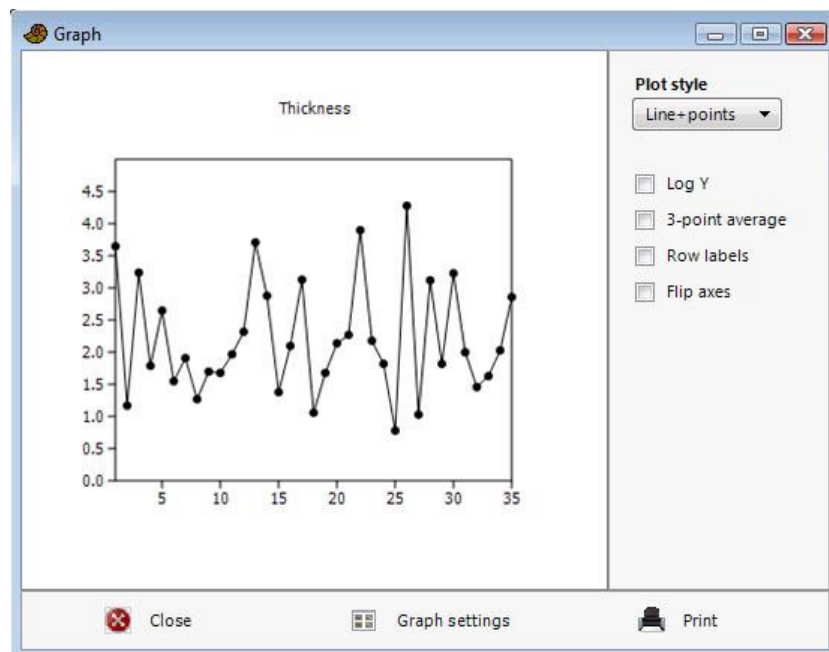 Graph
Plot style
Line+points
Log Y
3-point average
Row labels
Flip axes
Thickness
4.5
4.0
3.5
3.0
2.5
2.0
1.5
1.0
0.5
0.0
5 10 15 20 25 30 35
Close Graph settings Print